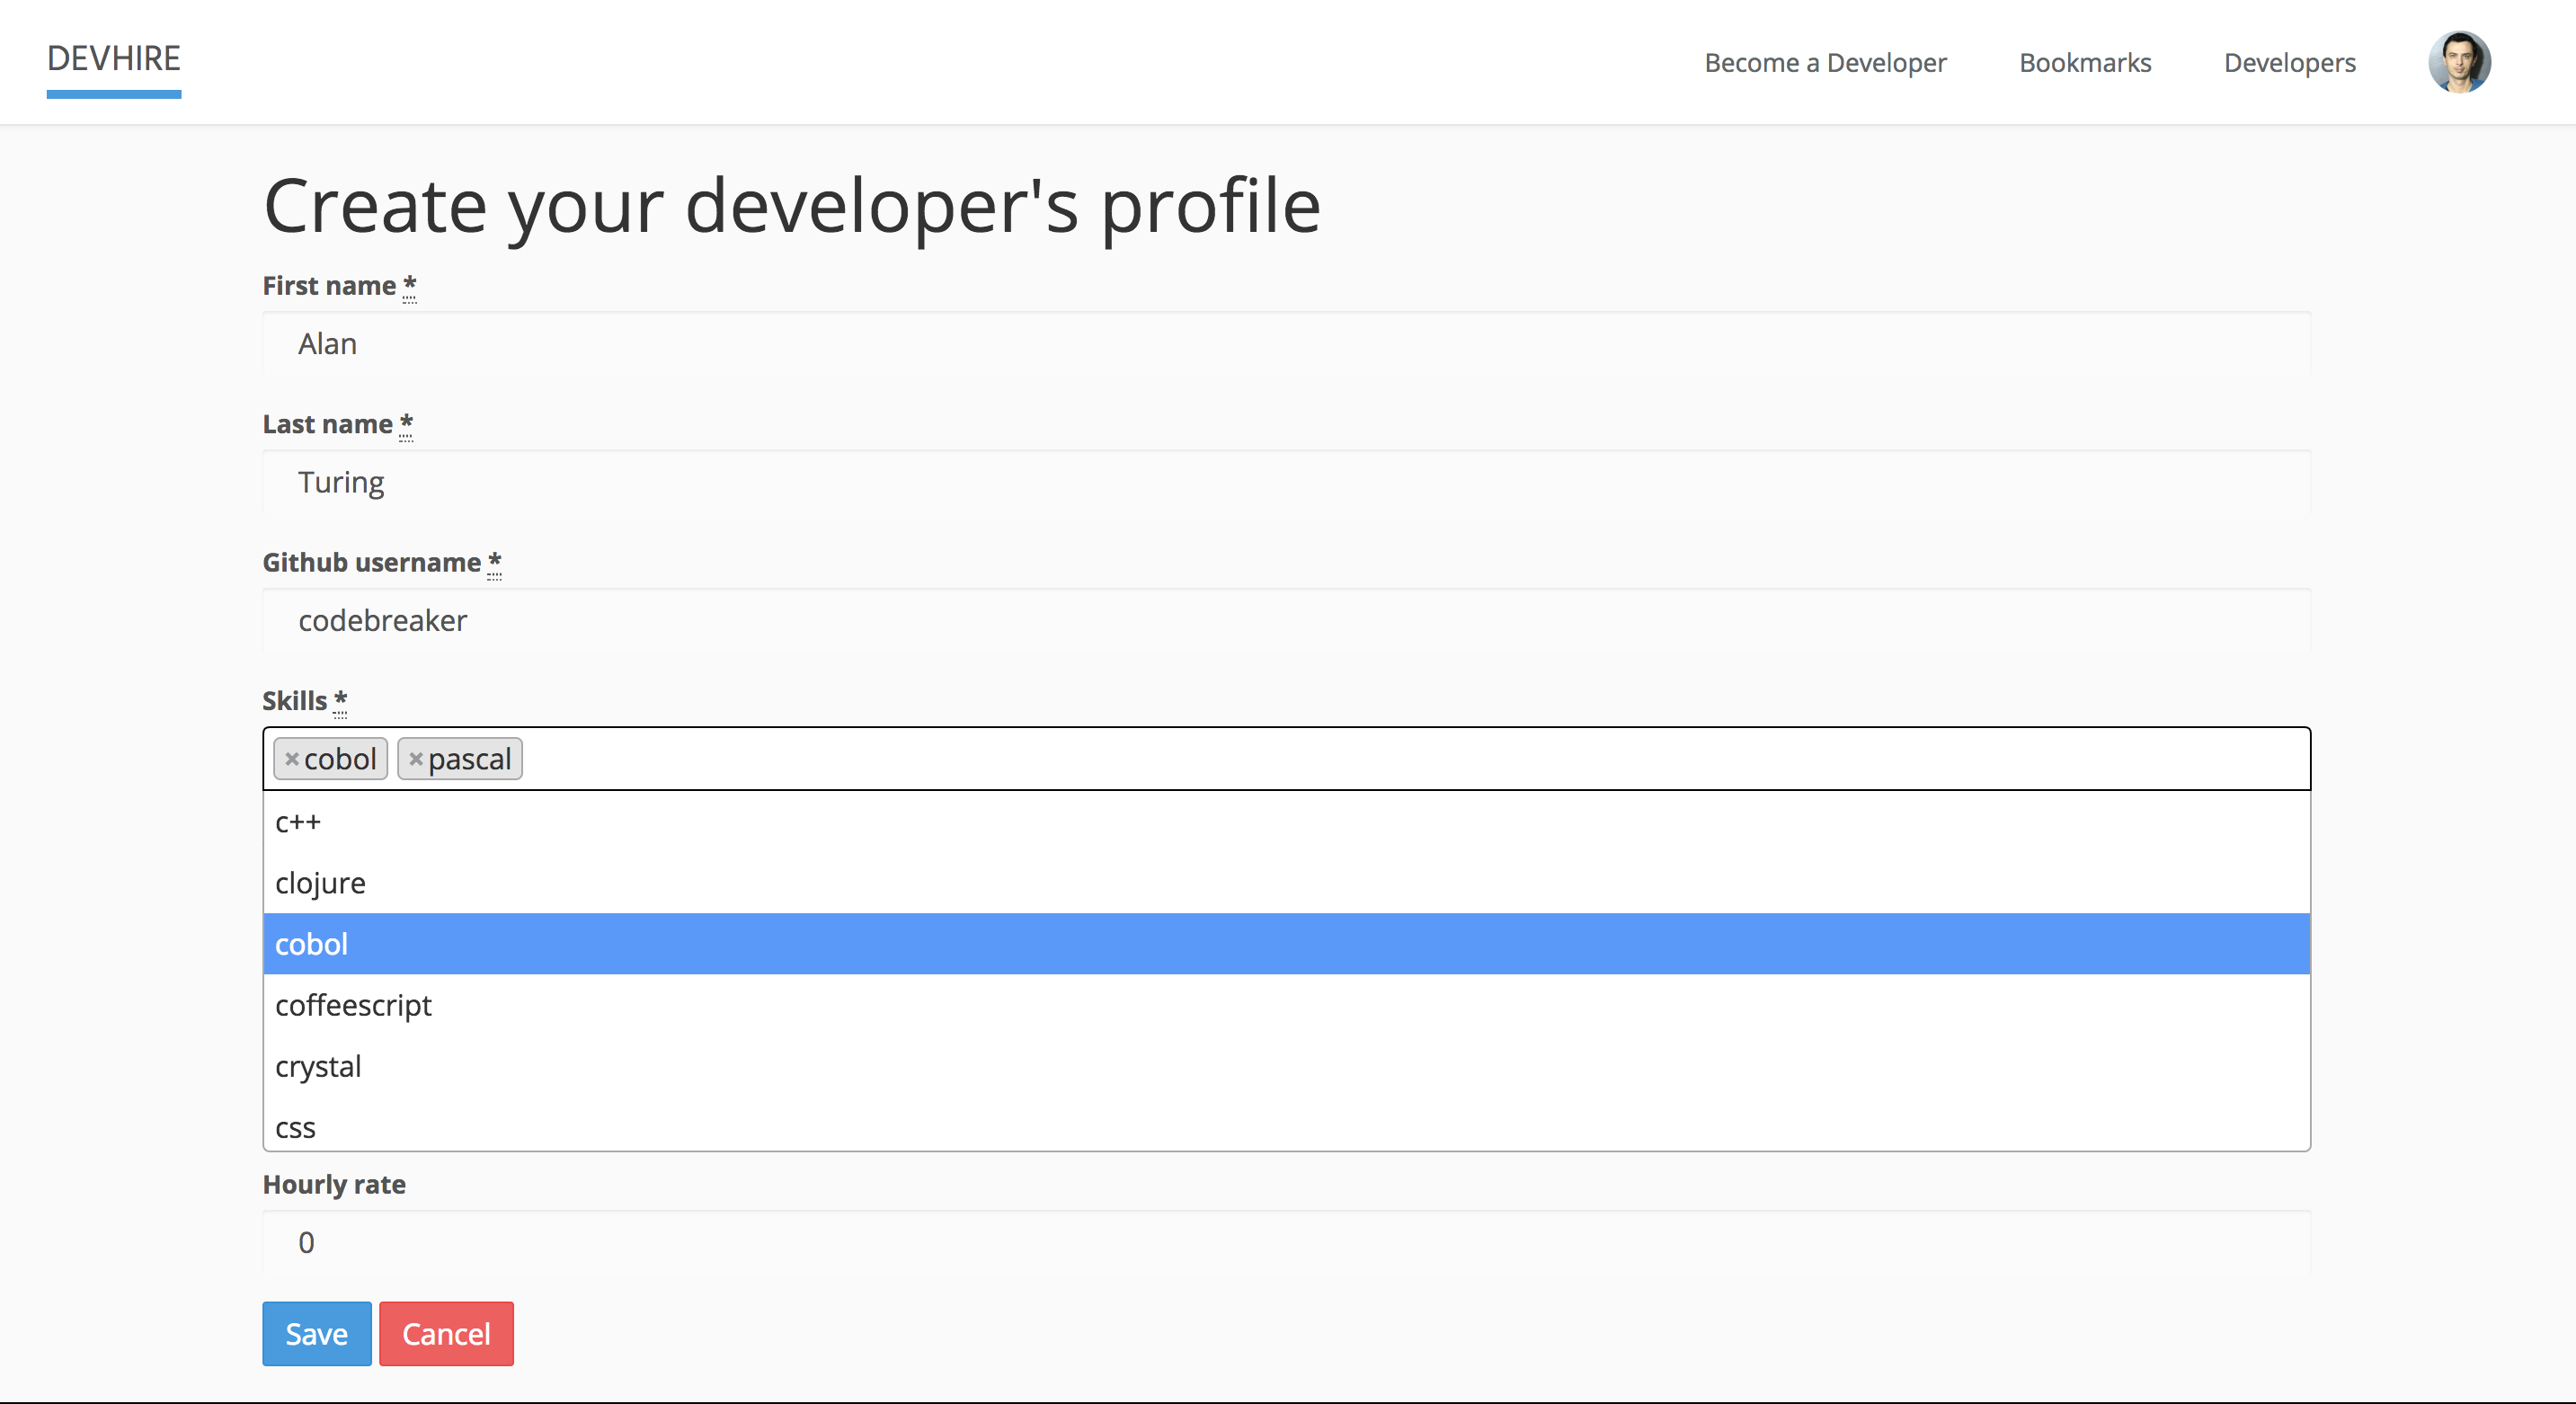 DEVHIRE
Become a Developer Bookmarks Developers
Create your developer's profile
First name *
Alan
Last name *
Turing
Github username *
codebreaker
Skills *
×cobol ×pascal
c++
clojure
cobol
coffeescript
crystal
css
Hourly rate
0
Save Cancel